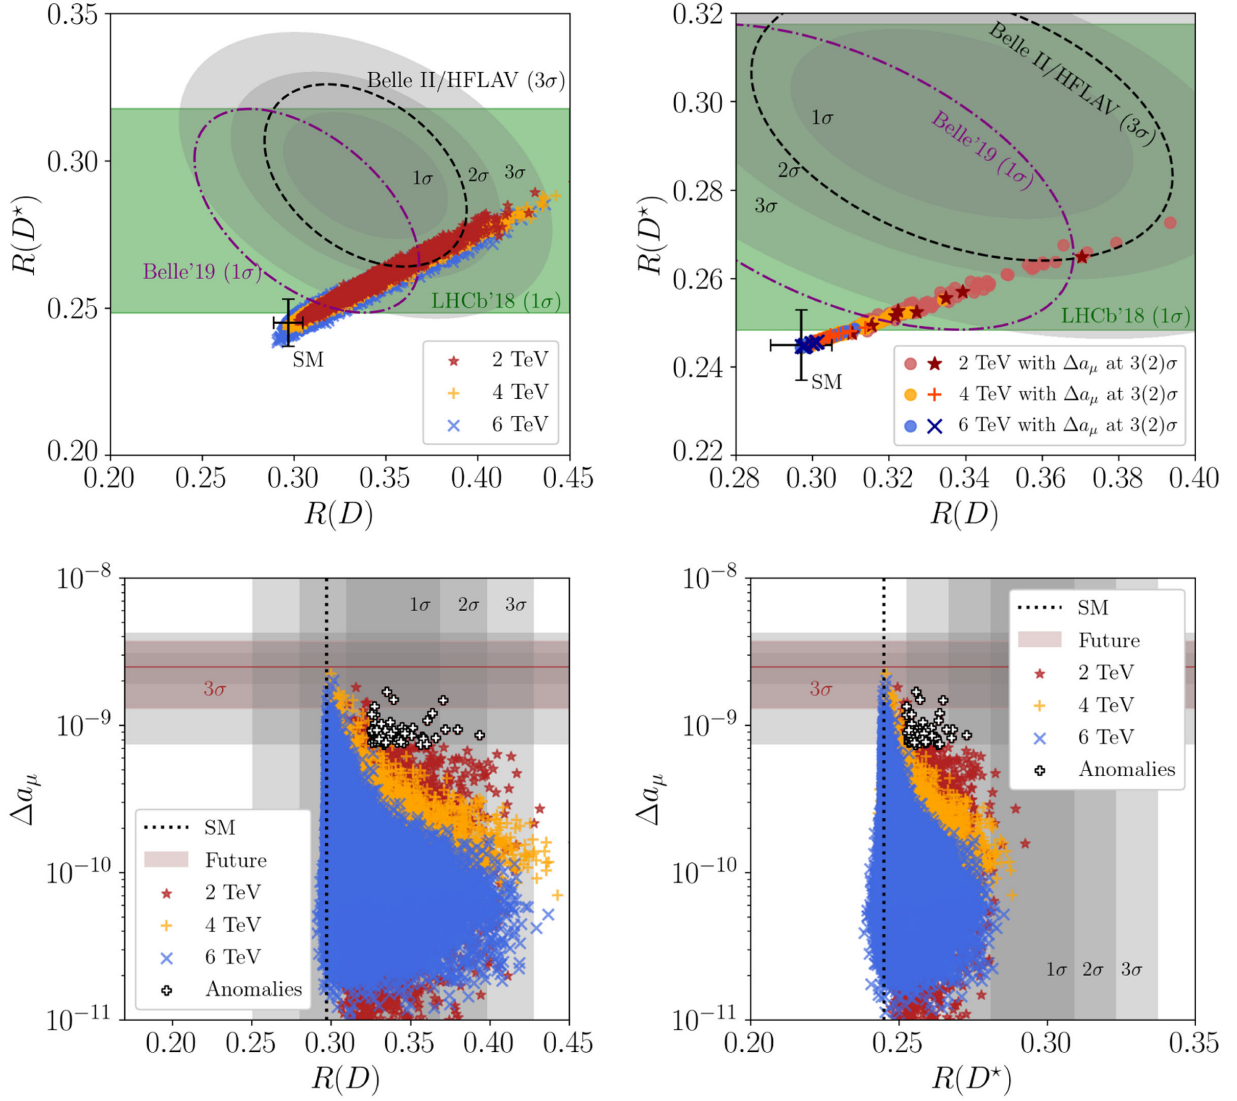 0.35
0.30
0.25
0.20
R(D⋆)
Belle II/HFLAV (3σ)
1σ
2σ
3σ
Belle'19 (1σ)
LHCb'18 (1σ)
SM
2 TeV
4 TeV
6 TeV
0.20 0.25 0.30 0.35 0.40 0.45
R(D)
0.32
0.30
0.28
0.26
0.24
0.22
R(D⋆)
Belle II/HFLAV (3σ)
1σ
Belle'19 (1σ)
2σ
3σ
LHCb'18 (1σ)
SM
2 TeV with Δaμ at 3(2)σ
4 TeV with Δaμ at 3(2)σ
6 TeV with Δaμ at 3(2)σ
0.28 0.30 0.32 0.34 0.36 0.38 0.40
R(D)
10⁻⁸
10⁻⁹
10⁻¹⁰
10⁻¹¹
Δaμ
1σ 2σ 3σ
3σ
SM
Future
2 TeV
4 TeV
6 TeV
Anomalies
0.20 0.25 0.30 0.35 0.40 0.45
R(D)
10⁻⁸
10⁻⁹
10⁻¹⁰
10⁻¹¹
Δaμ
SM
Future
2 TeV
4 TeV
6 TeV
Anomalies
3σ
1σ 2σ 3σ
0.20 0.25 0.30 0.35
R(D⋆)